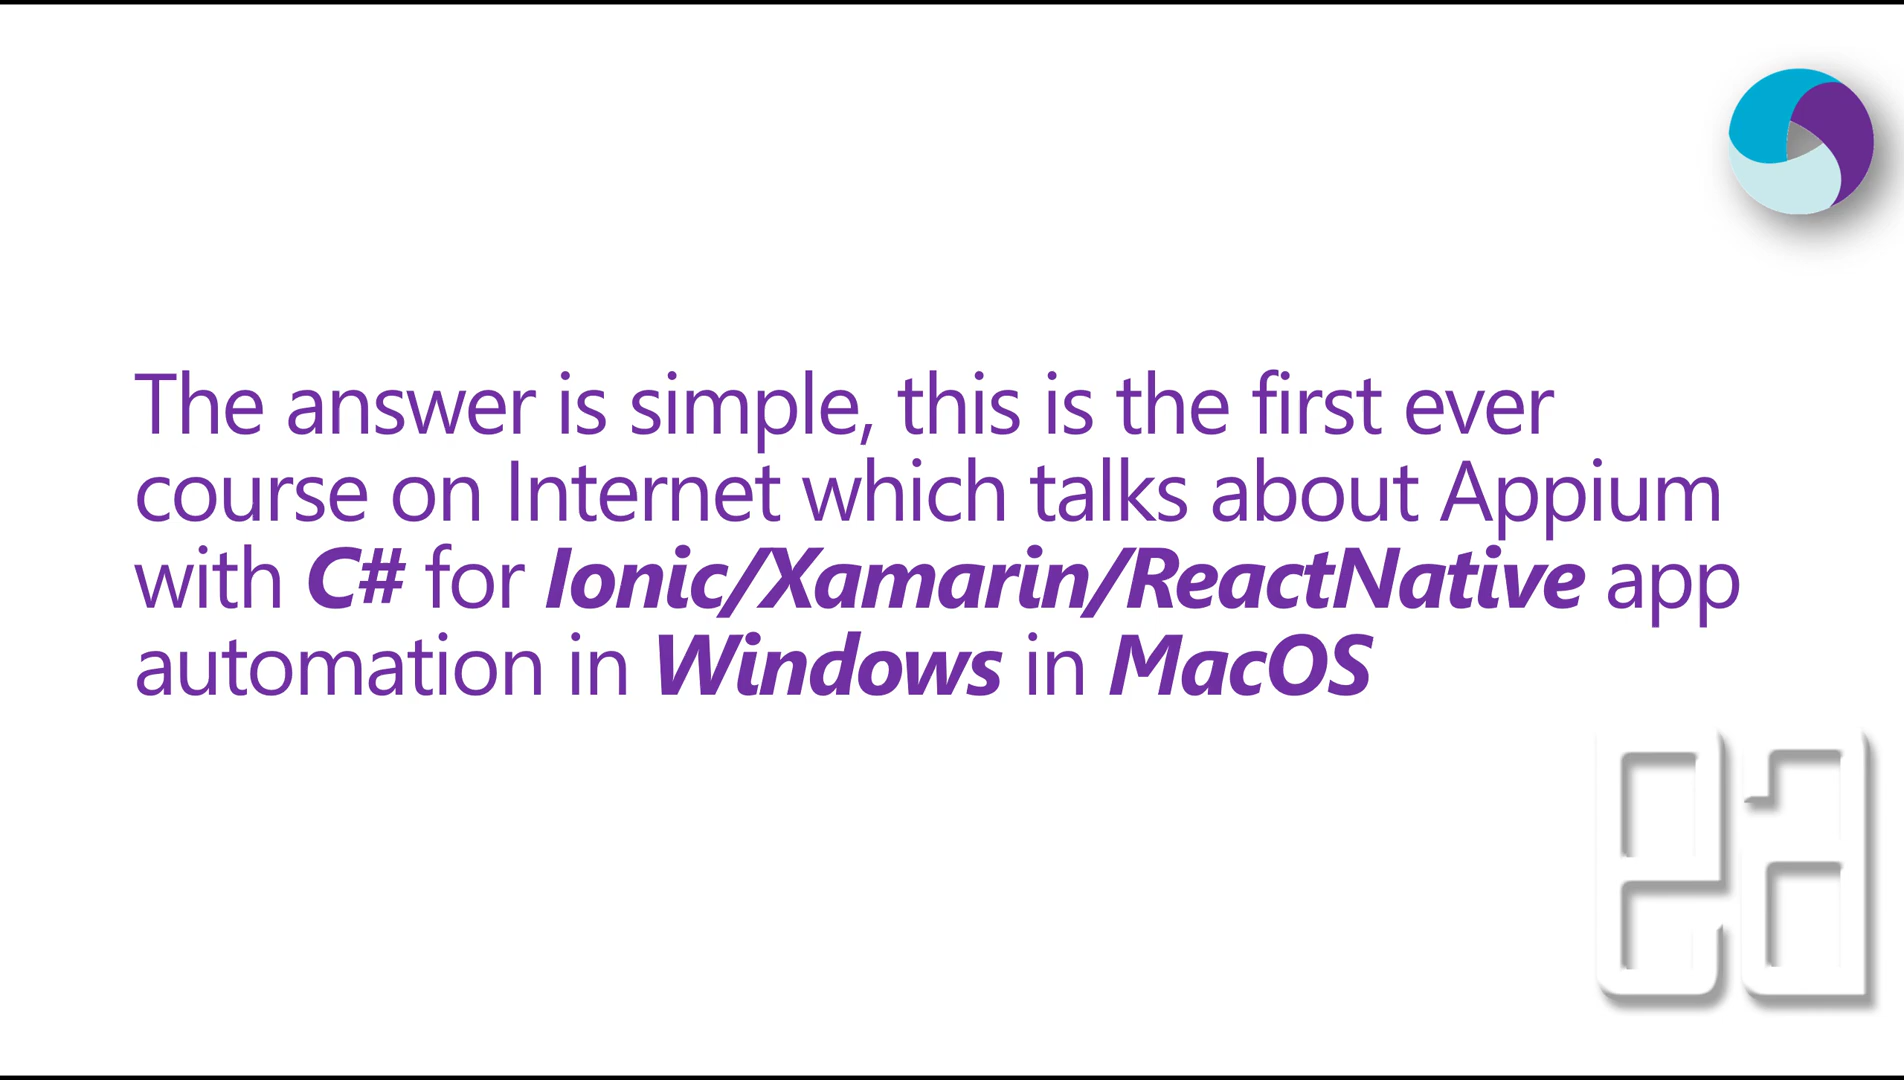 The answer is simple, this is the first ever
course on Internet which talks about Appium
with C# for Ionic/Xamarin/ReactNative app
automation in Windows in MacOS
ea